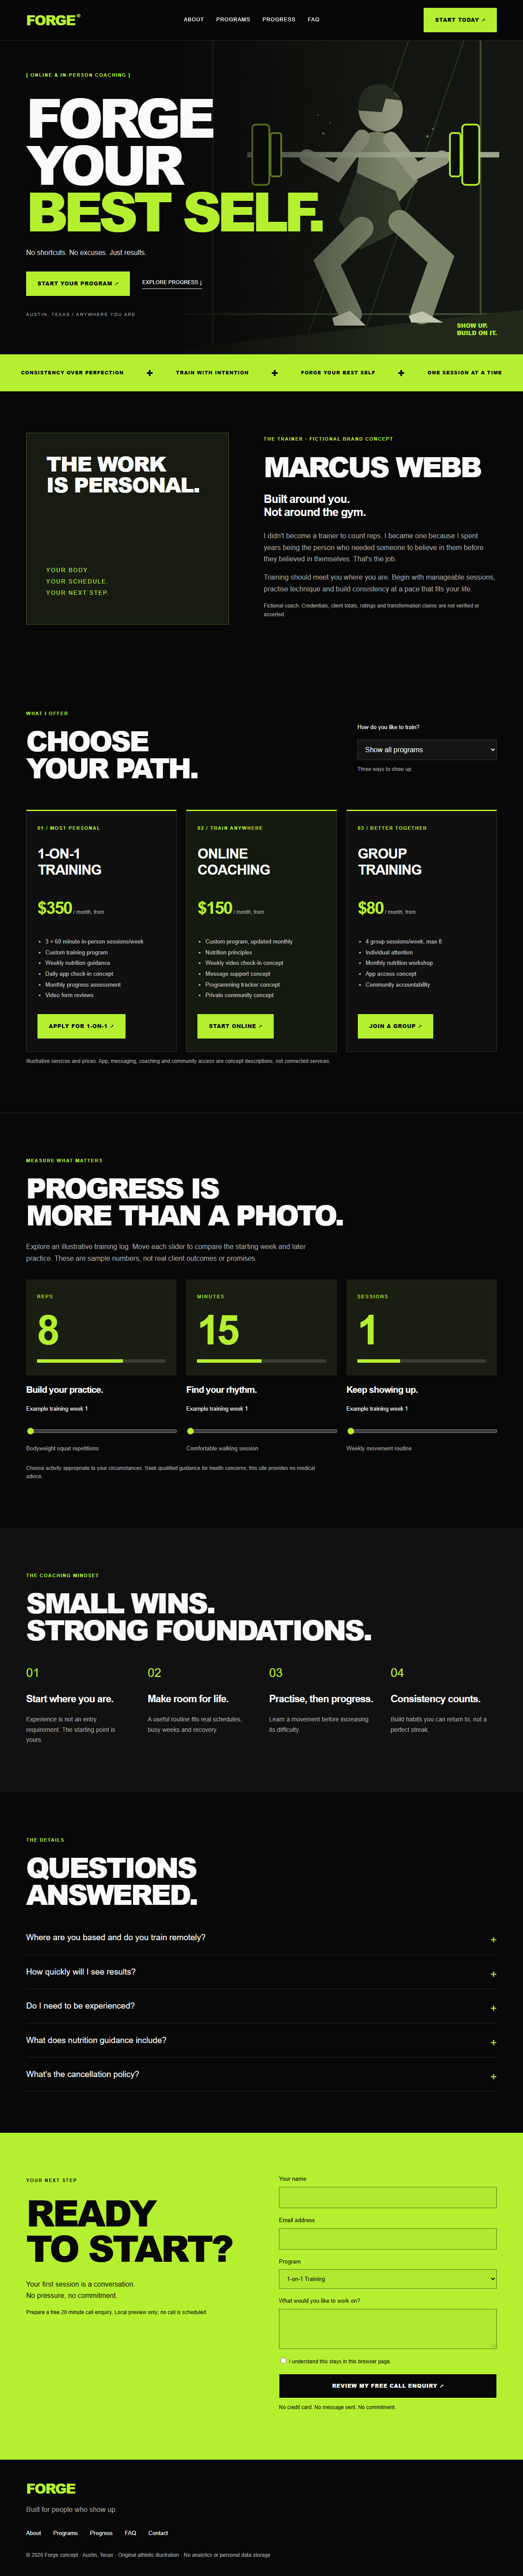 FORGE®
ABOUT PROGRAMS PROGRESS FAQ
START TODAY ↗
[ ONLINE & IN-PERSON COACHING ]
FORGE
YOUR
BEST SELF.
No shortcuts. No excuses. Just results.
START YOUR PROGRAM ↗
EXPLORE PROGRESS ↓
AUSTIN, TEXAS / ANYWHERE YOU ARE
SHOW UP.
BUILD ON IT.
CONSISTENCY OVER PERFECTION + TRAIN WITH INTENTION + FORGE YOUR BEST SELF + ONE SESSION AT A TIME
THE WORK
IS PERSONAL.
YOUR BODY.
YOUR SCHEDULE.
YOUR NEXT STEP.
THE TRAINER · FICTIONAL BRAND CONCEPT
MARCUS WEBB
Built around you.
Not around the gym.
I didn't become a trainer to count reps. I became one because I spent
years being the person who needed someone to believe in them before
they believed in themselves. That's the job.
Training should meet you where you are. Begin with manageable sessions,
practise technique and build consistency at a pace that fits your life.
Fictional coach. Credentials, client totals, ratings and transformation claims are not verified or
asserted.
WHAT I OFFER
CHOOSE
YOUR PATH.
How do you like to train?
Show all programs
Three ways to show up.
01 / MOST PERSONAL
1-ON-1
TRAINING
$350 / month, from
3 × 60 minute in-person sessions/week
Custom training program
Weekly nutrition guidance
Daily app check-in concept
Monthly progress assessment
Video form reviews
APPLY FOR 1-ON-1 ↗
02 / TRAIN ANYWHERE
ONLINE
COACHING
$150 / month, from
Custom program, updated monthly
Nutrition principles
Weekly video check-in concept
Message support concept
Programming tracker concept
Private community concept
START ONLINE ↗
03 / BETTER TOGETHER
GROUP
TRAINING
$80 / month, from
4 group sessions/week, max 8
Individual attention
Monthly nutrition workshop
App access concept
Community accountability
JOIN A GROUP ↗
Illustrative services and prices. App, messaging, coaching and community access are concept descriptions, not connected services.
MEASURE WHAT MATTERS
PROGRESS IS
MORE THAN A PHOTO.
Explore an illustrative training log. Move each slider to compare the starting week and later
practice. These are sample numbers, not real client outcomes or promises.
REPS
8
Build your practice.
Example training week 1
Bodyweight squat repetitions
MINUTES
15
Find your rhythm.
Example training week 1
Comfortable walking session
SESSIONS
1
Keep showing up.
Example training week 1
Weekly movement routine
Choose activity appropriate to your circumstances. Seek qualified guidance for health concerns; this site provides no medical
advice.
THE COACHING MINDSET
SMALL WINS.
STRONG FOUNDATIONS.
01
Start where you are.
Experience is not an entry
requirement. The starting point is
yours.
02
Make room for life.
A useful routine fits real schedules,
busy weeks and recovery.
03
Practise, then progress.
Learn a movement before increasing
its difficulty.
04
Consistency counts.
Build habits you can return to, not a
perfect streak.
THE DETAILS
QUESTIONS
ANSWERED.
Where are you based and do you train remotely? +
How quickly will I see results? +
Do I need to be experienced? +
What does nutrition guidance include? +
What's the cancellation policy? +
YOUR NEXT STEP
READY
TO START?
Your first session is a conversation.
No pressure, no commitment.
Prepare a free 20 minute call enquiry. Local preview only; no call is scheduled.
Your name
Email address
Program
1-on-1 Training
What would you like to work on?
I understand this stays in this browser page.
REVIEW MY FREE CALL ENQUIRY ↗
No credit card. No message sent. No commitment.
FORGE
Built for people who show up.
About Programs Progress FAQ Contact
© 2026 Forge concept · Austin, Texas · Original athletic illustration · No analytics or personal data storage